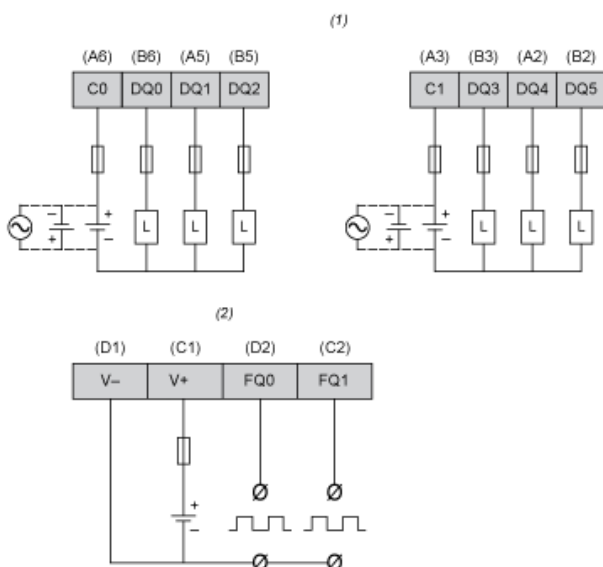 (1)
(A6) (B6) (A5) (B5)
C0 DQ0 DQ1 DQ2
+
–
–
+
L L L
(A3) (B3) (A2) (B2)
C1 DQ3 DQ4 DQ5
+
–
–
+
L L L
(2)
(D1) (C1) (D2) (C2)
V– V+ FQ0 FQ1
+
–